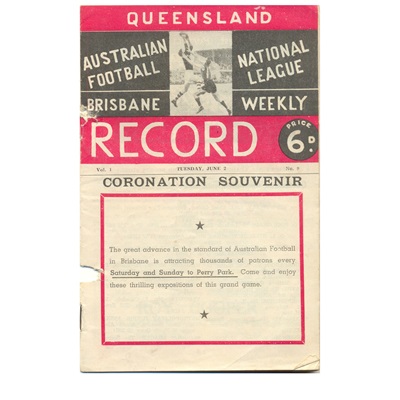 QUEENSLAND
AUSTRALIAN FOOTBALL
NATIONAL LEAGUE
BRISBANE WEEKLY
RECORD
PRICE 6D.
Vol. 1 TUESDAY, JUNE 2 No. 9
CORONATION SOUVENIR
The great advance in the standard of Australian Football
in Brisbane is attracting thousands of patrons every
Saturday and Sunday to Perry Park. Come and enjoy
these thrilling expositions of this grand game.